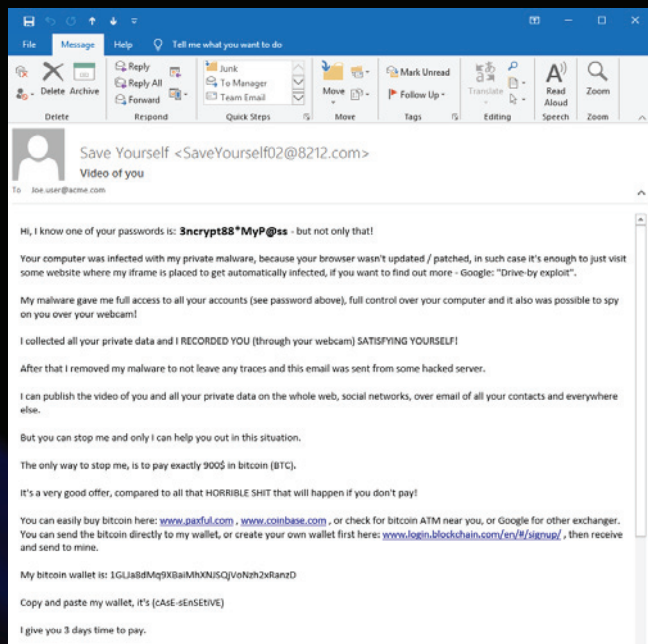 File Message Help Tell me what you want to do
Delete Archive
Reply
Reply All
Forward
Junk
To Manager
Team Email
Move
Mark Unread
Follow Up
Translate
Read Aloud
Zoom
Delete Respond Quick Steps Move Tags Editing Speech Zoom
Save Yourself <SaveYourself02@8212.com>
Video of you
To Joe.user@acme.com
Hi, I know one of your passwords is: 3ncrypt88*MyP@ss - but not only that!
Your computer was infected with my private malware, because your browser wasn't updated / patched, in such case it's enough to just visit
some website where my iframe is placed to get automatically infected, if you want to find out more - Google: "Drive-by exploit".
My malware gave me full access to all your accounts (see password above), full control over your computer and it also was possible to spy
on you over your webcam!
I collected all your private data and I RECORDED YOU (through your webcam) SATISFYING YOURSELF!
After that I removed my malware to not leave any traces and this email was sent from some hacked server.
I can publish the video of you and all your private data on the whole web, social networks, over email of all your contacts and everywhere
else.
But you can stop me and only I can help you out in this situation.
The only way to stop me, is to pay exactly 900$ in bitcoin (BTC).
It's a very good offer, compared to all that HORRIBLE SHIT that will happen if you don't pay!
You can easily buy bitcoin here: www.paxful.com , www.coinbase.com , or check for bitcoin ATM near you, or Google for other exchanger.
You can send the bitcoin directly to my wallet, or create your own wallet first here: www.login.blockchain.com/en/#/signup/ , then receive
and send to mine.
My bitcoin wallet is: 1GLJa8dMq9XBaiMhXNJSQjVoNzh2xRanzD
Copy and paste my wallet, it's (cAsE-sEnSEtiVE)
I give you 3 days time to pay.